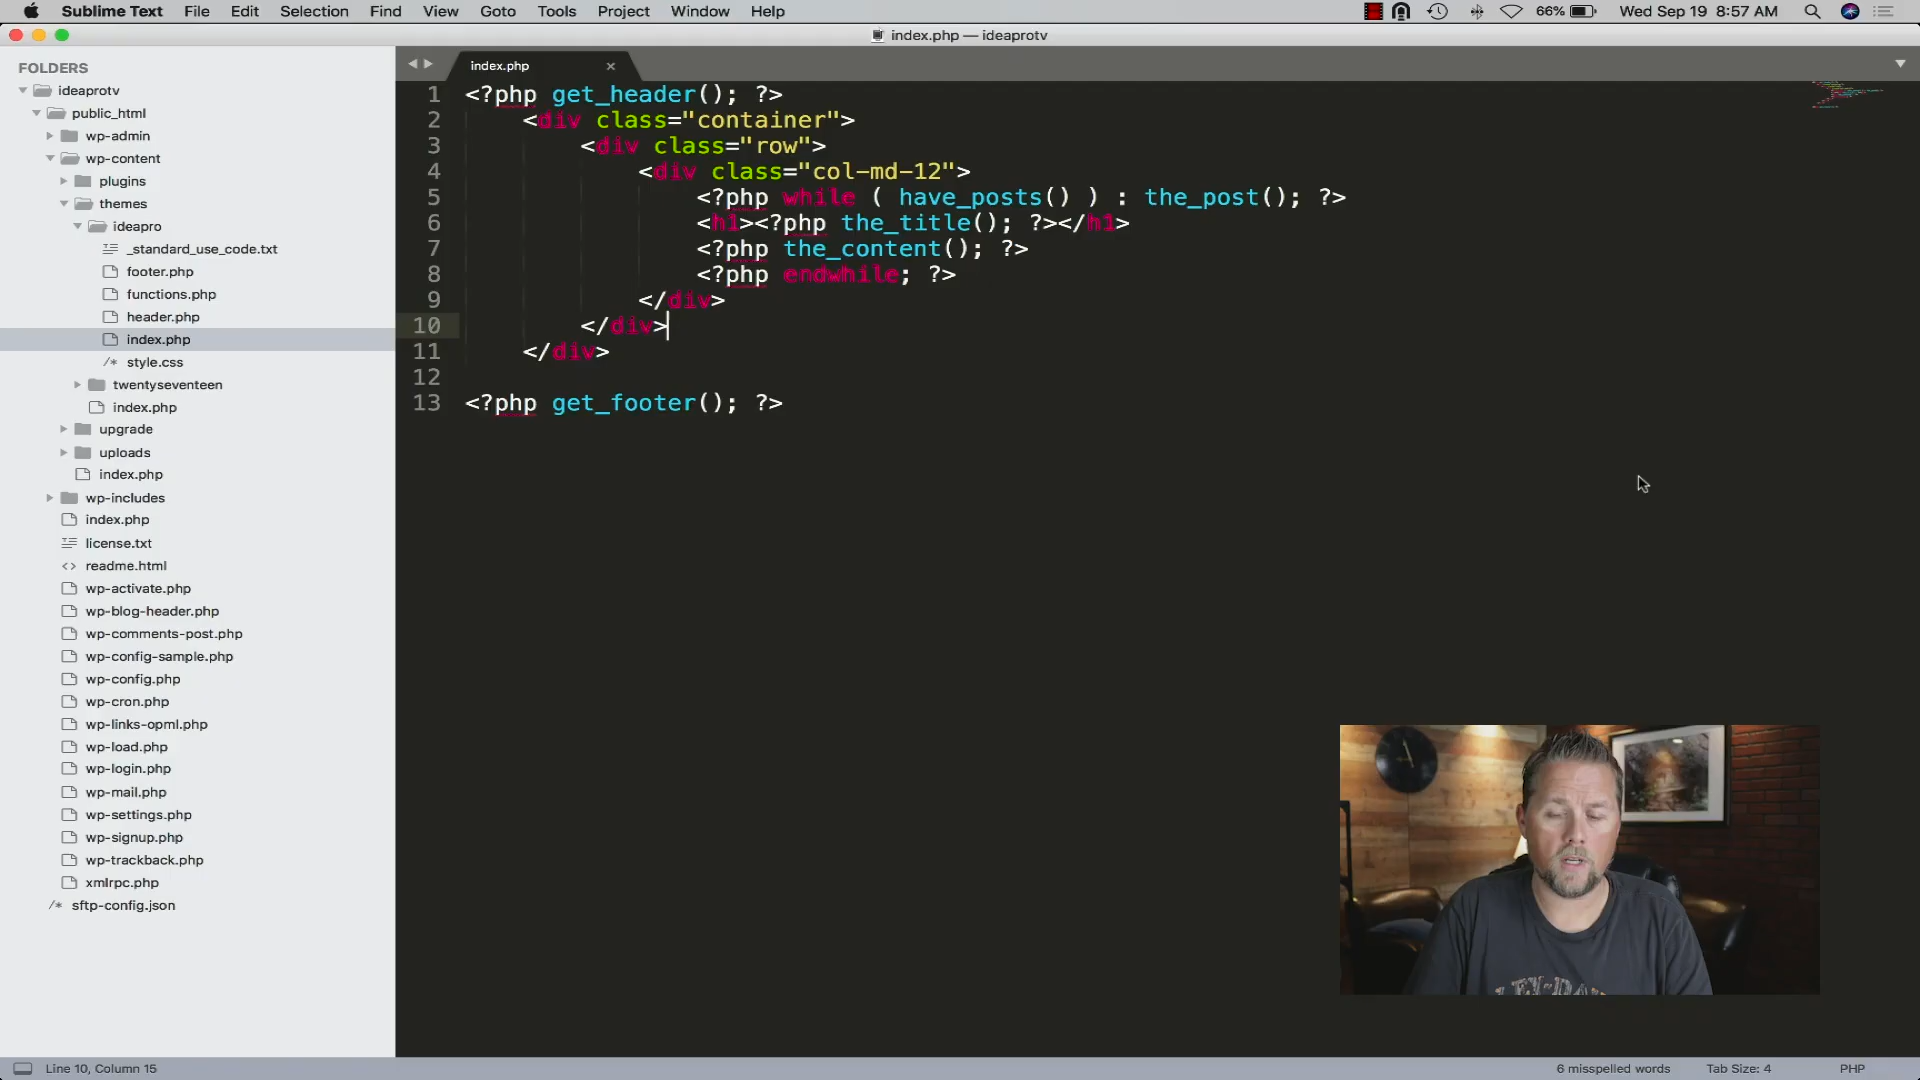 Sublime Text File Edit Selection Find View Goto Tools Project Window Help 66% Wed Sep 19 8:57 AM
index.php — ideaprotv
FOLDERS
ideaprotv
public_html
wp-admin
wp-content
plugins
themes
ideapro
_standard_use_code.txt
footer.php
functions.php
header.php
index.php
style.css
twentyseventeen
index.php
upgrade
uploads
index.php
wp-includes
index.php
license.txt
readme.html
wp-activate.php
wp-blog-header.php
wp-comments-post.php
wp-config-sample.php
wp-config.php
wp-cron.php
wp-links-opml.php
wp-load.php
wp-login.php
wp-mail.php
wp-settings.php
wp-signup.php
wp-trackback.php
xmlrpc.php
sftp-config.json
index.php
1 <?php get_header(); ?>
2 <div class="container">
3 <div class="row">
4 <div class="col-md-12">
5 <?php while ( have_posts() ) : the_post(); ?>
6 <h1><?php the_title(); ?></h1>
7 <?php the_content(); ?>
8 <?php endwhile; ?>
9 </div>
10 </div>
11 </div>
12
13 <?php get_footer(); ?>
Line 10, Column 15 6 misspelled words Tab Size: 4 PHP